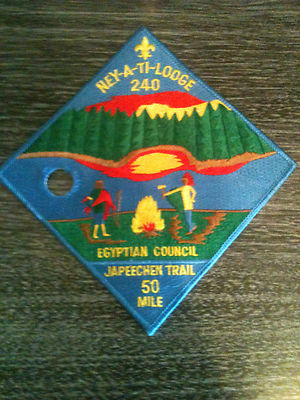 NEY-A-TI-LODGE
240
EGYPTIAN COUNCIL
JAPEECHEN TRAIL
50
MILE